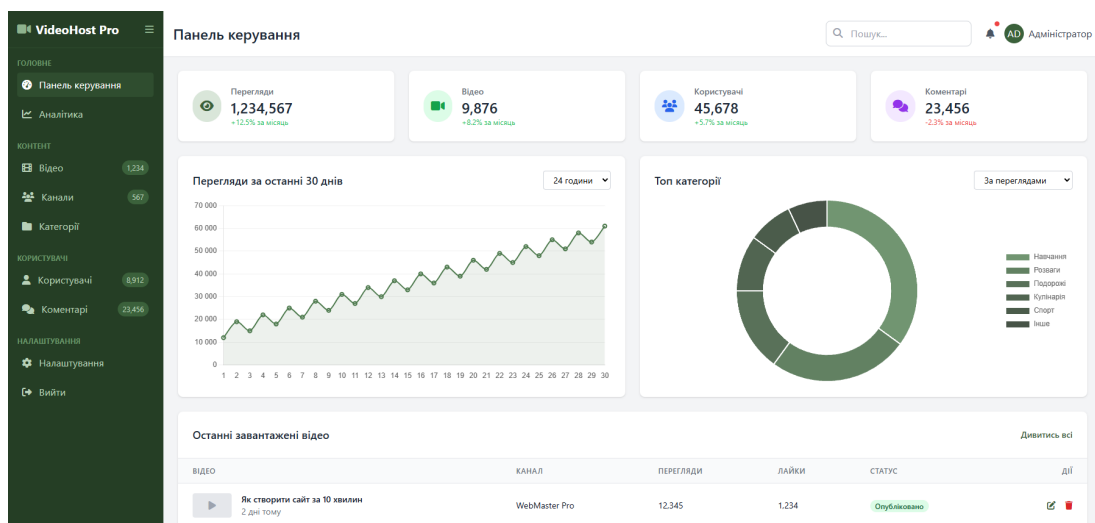 VideoHost Pro
ГОЛОВНЕ
Панель керування
Аналітика
КОНТЕНТ
Відео 1,234
Канали 567
Категорії
КОРИСТУВАЧІ
Користувачі 8,912
Коментарі 23,456
НАЛАШТУВАННЯ
Налаштування
Вийти
Панель керування
Пошук...
AD Адміністратор
Перегляди
1,234,567
+12.5% за місяць
Відео
9,876
+8.2% за місяць
Користувачі
45,678
+5.7% за місяць
Коментарі
23,456
-2.3% за місяць
Перегляди за останні 30 днів
24 години
70 000
60 000
50 000
40 000
30 000
20 000
10 000
0
1 2 3 4 5 6 7 8 9 10 11 12 13 14 15 16 17 18 19 20 21 22 23 24 25 26 27 28 29 30
Топ категорії
За переглядами
Навчання
Розваги
Подорожі
Кулінарія
Спорт
Інше
Останні завантажені відео
Дивитись всі
ВІДЕО КАНАЛ ПЕРЕГЛЯДИ ЛАЙКИ СТАТУС ДІЇ
Як створити сайт за 10 хвилин
2 дні тому
WebMaster Pro 12,345 1,234 Опубліковано